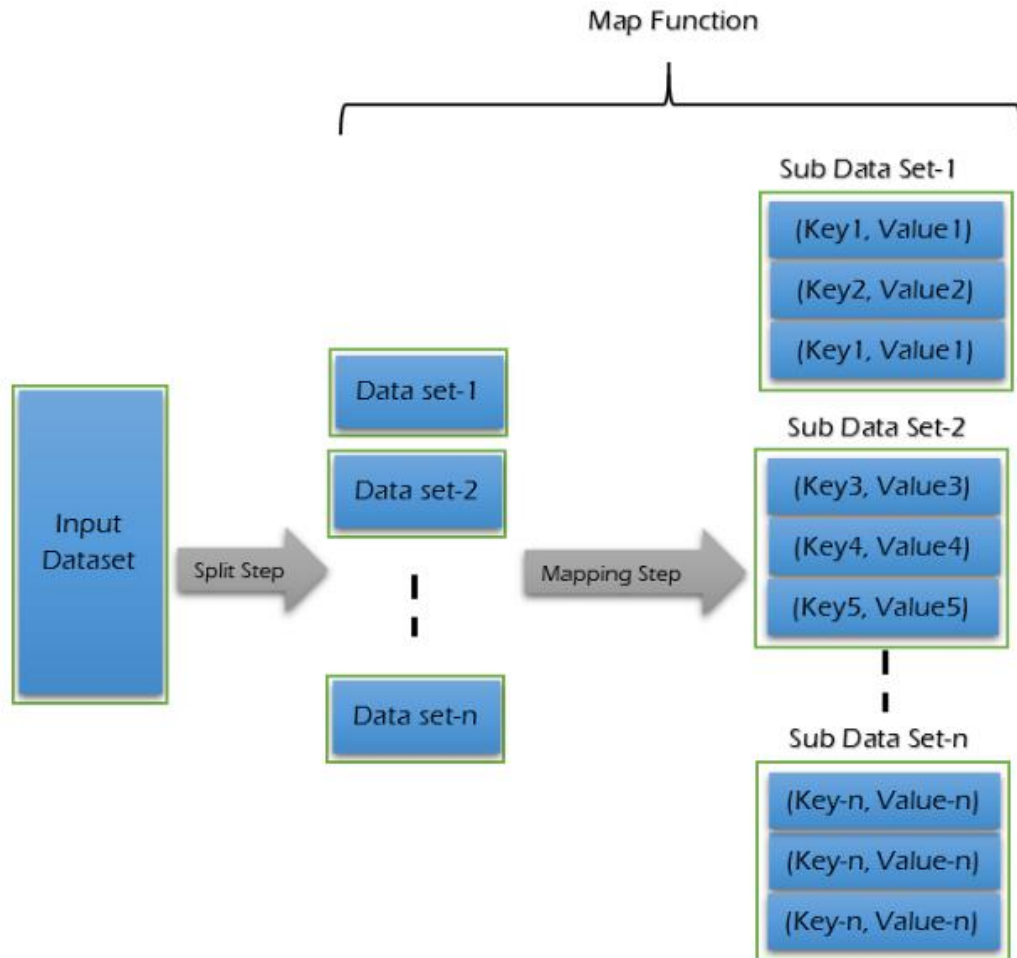 Map Function
Input
Dataset
Split Step
Data set-1
Data set-2
Data set-n
Mapping Step
Sub Data Set-1
(Key1, Value1)
(Key2, Value2)
(Key1, Value1)
Sub Data Set-2
(Key3, Value3)
(Key4, Value4)
(Key5, Value5)
Sub Data Set-n
(Key-n, Value-n)
(Key-n, Value-n)
(Key-n, Value-n)